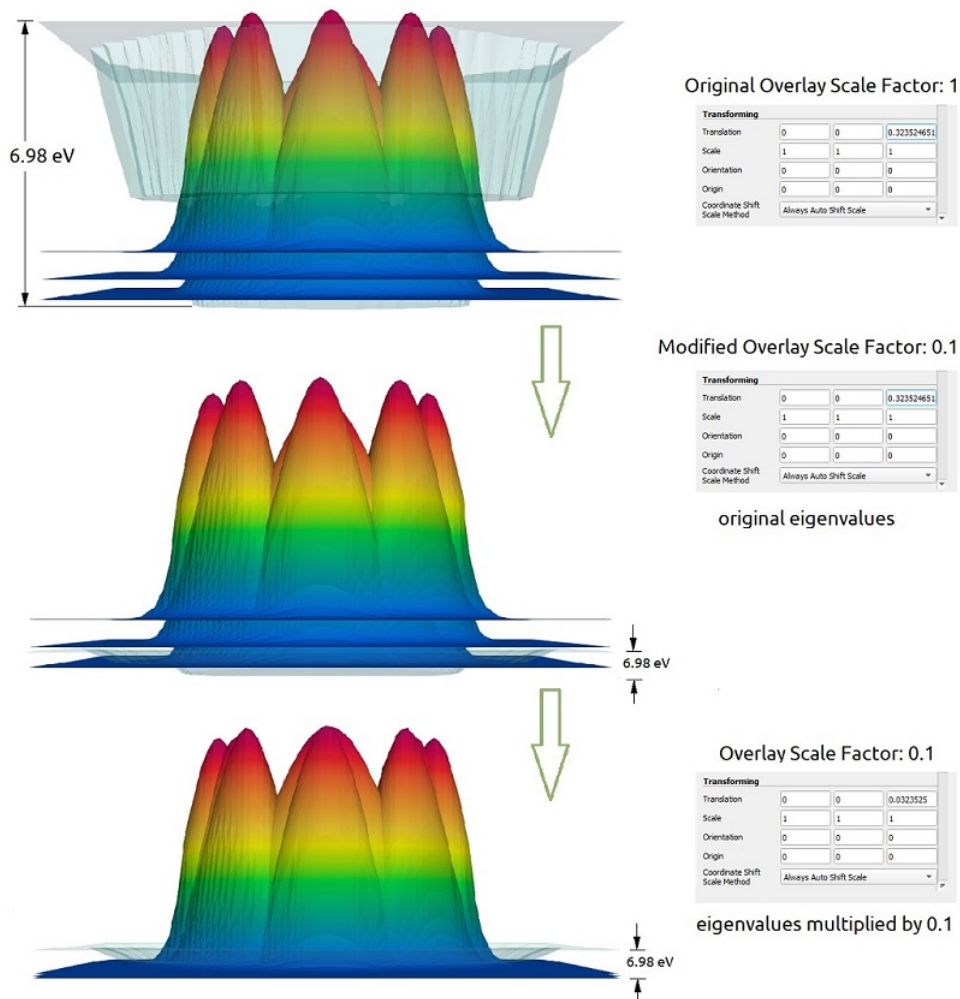 6.98 eV
Original Overlay Scale Factor: 1
Transforming
Translation 0 0 0.323524651
Scale 1 1 1
Orientation 0 0 0
Origin 0 0 0
Coordinate Shift
Scale Method Always Auto Shift Scale
Modified Overlay Scale Factor: 0.1
Transforming
Translation 0 0 0.323524651
Scale 1 1 1
Orientation 0 0 0
Origin 0 0 0
Coordinate Shift
Scale Method Always Auto Shift Scale
original eigenvalues
6.98 eV
Overlay Scale Factor: 0.1
Transforming
Translation 0 0 0.0323525
Scale 1 1 1
Orientation 0 0 0
Origin 0 0 0
Coordinate Shift
Scale Method Always Auto Shift Scale
eigenvalues multiplied by 0.1
6.98 eV